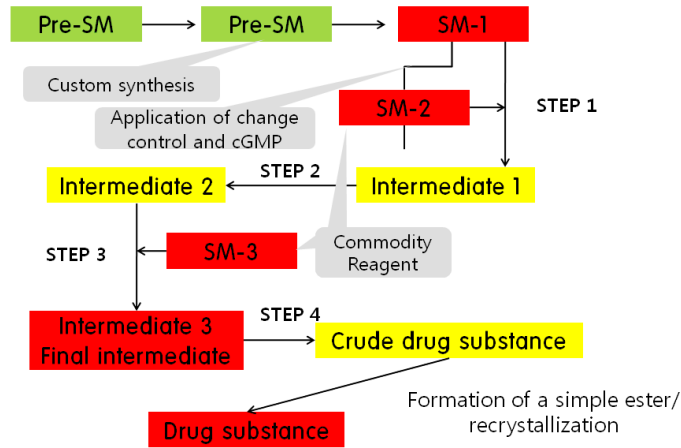 Pre-SM
Pre-SM
SM-1
Custom synthesis
Application of change
control and cGMP
SM-2
STEP 1
Intermediate 2
STEP 2
Intermediate 1
STEP 3
SM-3
Commodity
Reagent
Intermediate 3
Final intermediate
STEP 4
Crude drug substance
Drug substance
Formation of a simple ester/
recrystallization